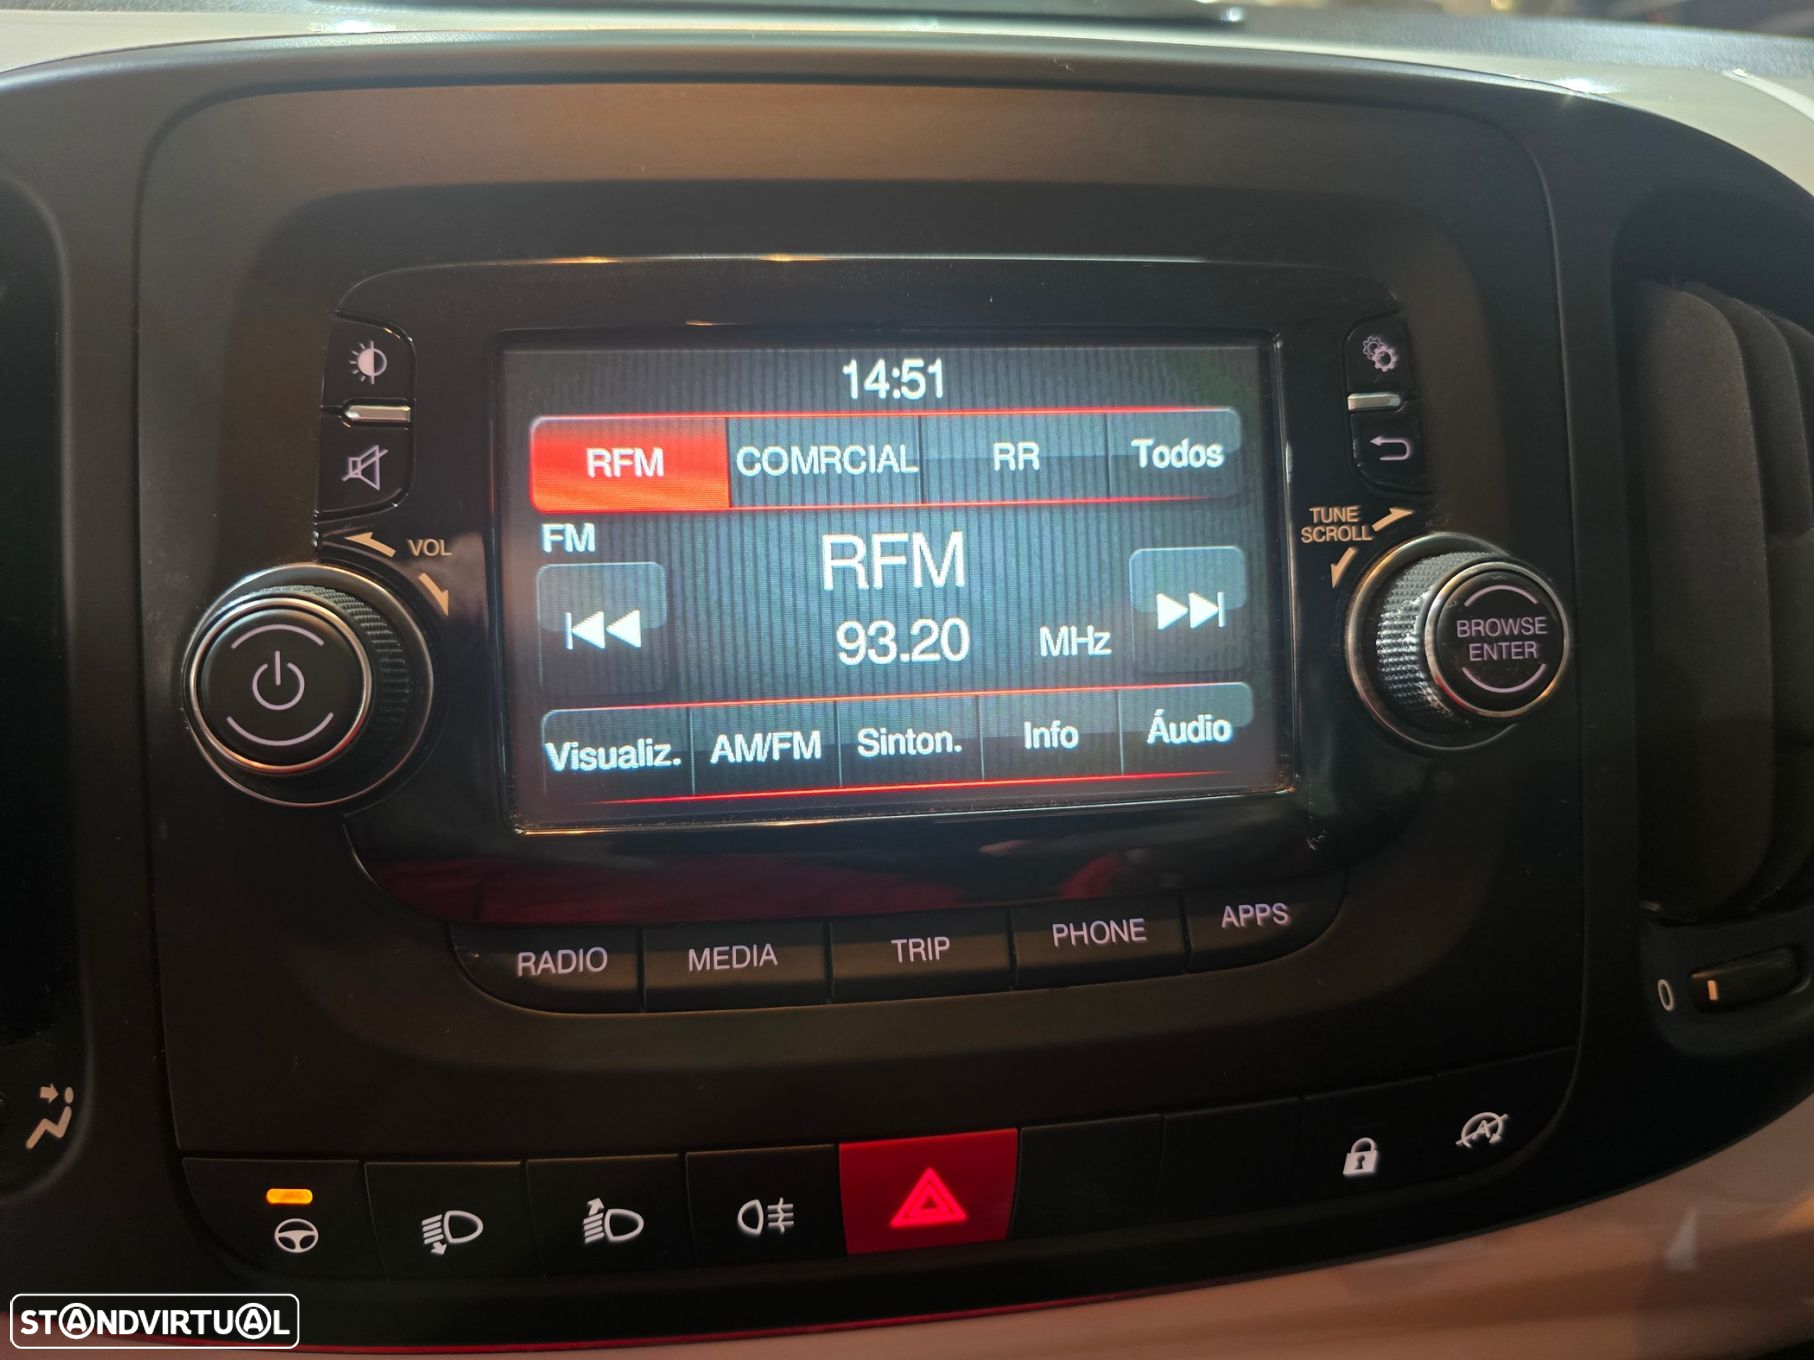 14:51
RFM COMRCIAL RR Todos
FM
RFM
93.20 MHz
Visualiz. AM/FM Sinton. Info Áudio
VOL
TUNE
SCROLL
BROWSE
ENTER
RADIO MEDIA TRIP PHONE APPS
0
STANDVIRTUAL